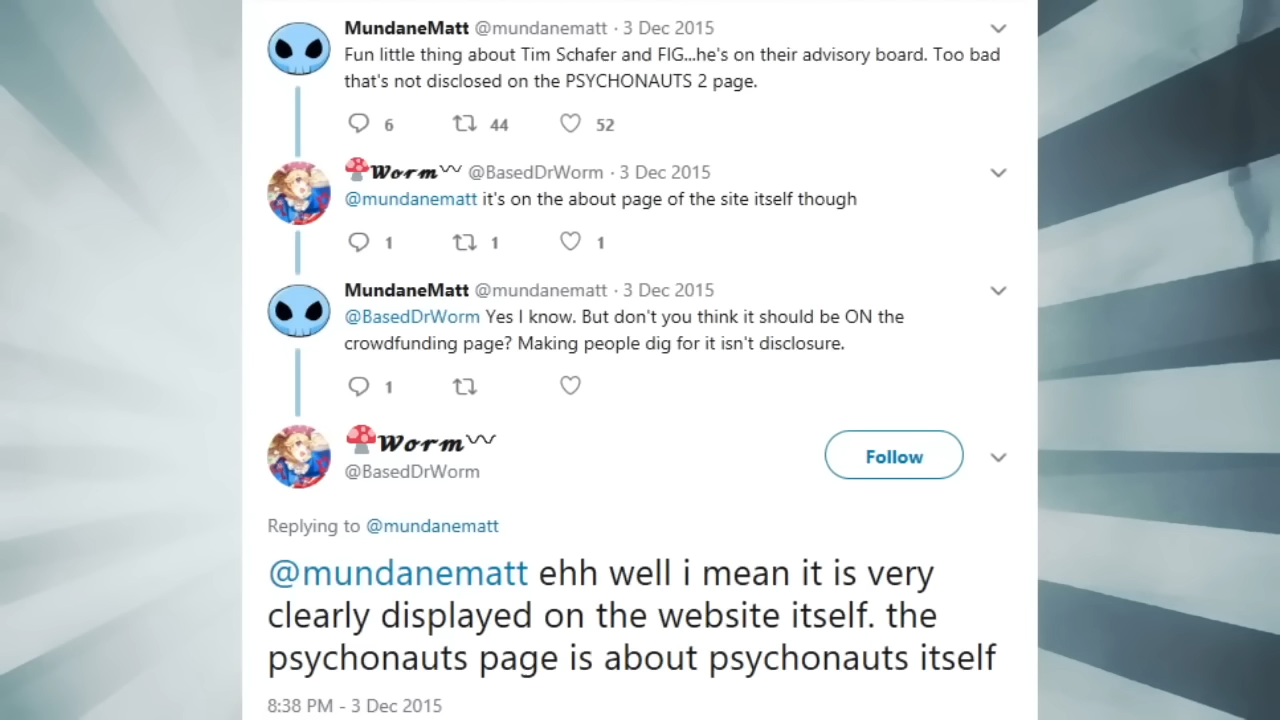 MundaneMatt @mundanematt · 3 Dec 2015
Fun little thing about Tim Schafer and FIG...he's on their advisory board. Too bad
that's not disclosed on the PSYCHONAUTS 2 page.
6 44 52
🍄𝓦𝓸𝓻𝓶〰 @BasedDrWorm · 3 Dec 2015
@mundanematt it's on the about page of the site itself though
1 1 1
MundaneMatt @mundanematt · 3 Dec 2015
@BasedDrWorm Yes I know. But don't you think it should be ON the
crowdfunding page? Making people dig for it isn't disclosure.
1
🍄𝓦𝓸𝓻𝓶〰
Follow
@BasedDrWorm
Replying to @mundanematt
@mundanematt ehh well i mean it is very
clearly displayed on the website itself. the
psychonauts page is about psychonauts itself
8:38 PM - 3 Dec 2015